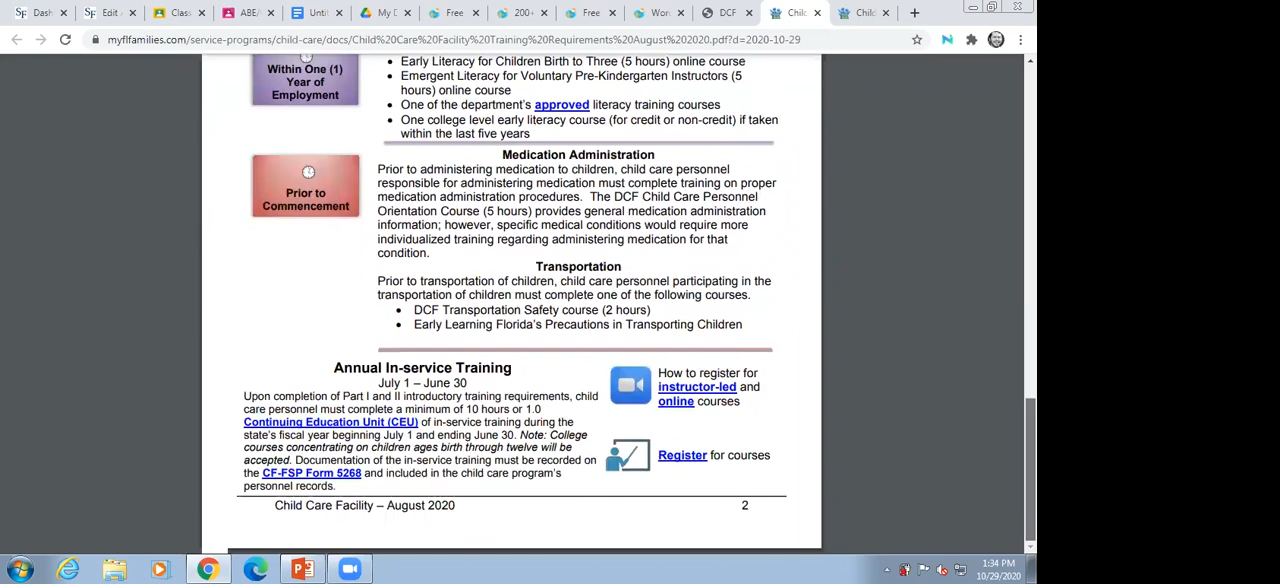 Dash
Edit
Class
ABE/
Unti
My D
Free
200+
Free
Wor
DCF
Chilc
Chilc
myflfamilies.com/service-programs/child-care/docs/Child%20Care%20Facility%20Training%20Requirements%20August%202020.pdf?d=2020-10-29
Within One (1)
Year of
Employment
• Early Literacy for Children Birth to Three (5 hours) online course
• Emergent Literacy for Voluntary Pre-Kindergarten Instructors (5
hours) online course
• One of the department's approved literacy training courses
• One college level early literacy course (for credit or non-credit) if taken
within the last five years
Prior to
Commencement
Medication Administration
Prior to administering medication to children, child care personnel
responsible for administering medication must complete training on proper
medication administration procedures. The DCF Child Care Personnel
Orientation Course (5 hours) provides general medication administration
information; however, specific medical conditions would require more
individualized training regarding administering medication for that
condition.
Transportation
Prior to transportation of children, child care personnel participating in the
transportation of children must complete one of the following courses.
• DCF Transportation Safety course (2 hours)
• Early Learning Florida's Precautions in Transporting Children
Annual In-service Training
July 1 – June 30
Upon completion of Part I and II introductory training requirements, child
care personnel must complete a minimum of 10 hours or 1.0
Continuing Education Unit (CEU) of in-service training during the
state's fiscal year beginning July 1 and ending June 30. Note: College
courses concentrating on children ages birth through twelve will be
accepted. Documentation of the in-service training must be recorded on
the CF-FSP Form 5268 and included in the child care program's
personnel records.
How to register for
instructor-led and
online courses
Register for courses
Child Care Facility – August 2020
2
1:34 PM
10/29/2020